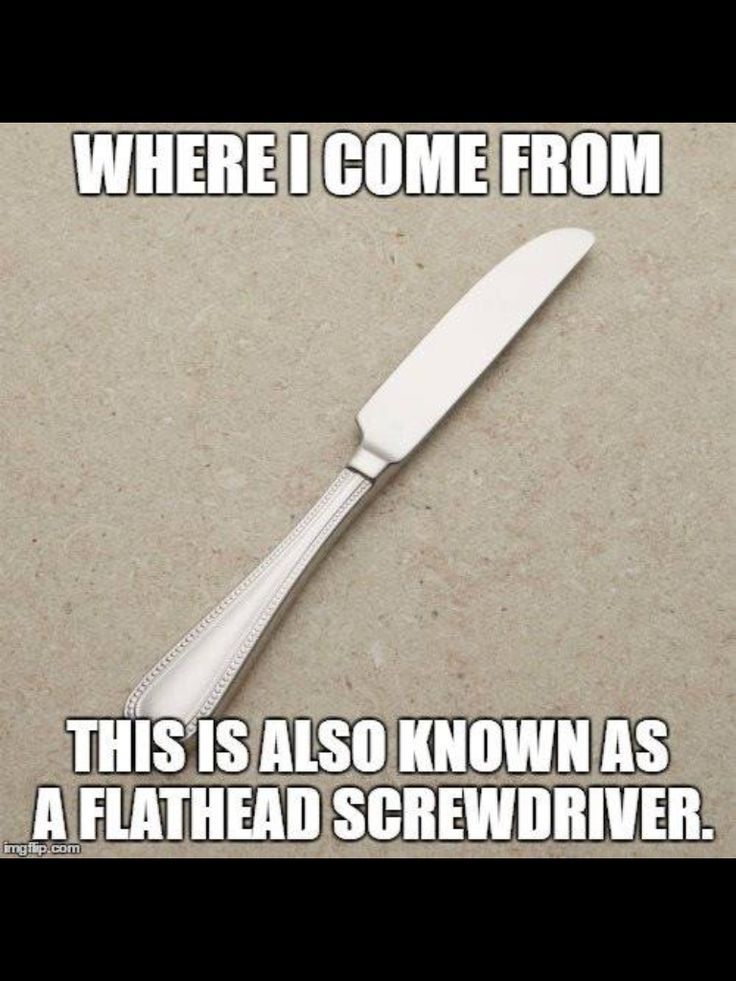 WHERE I COME FROM
THIS IS ALSO KNOWN AS
A FLATHEAD SCREWDRIVER.
imgflip.com